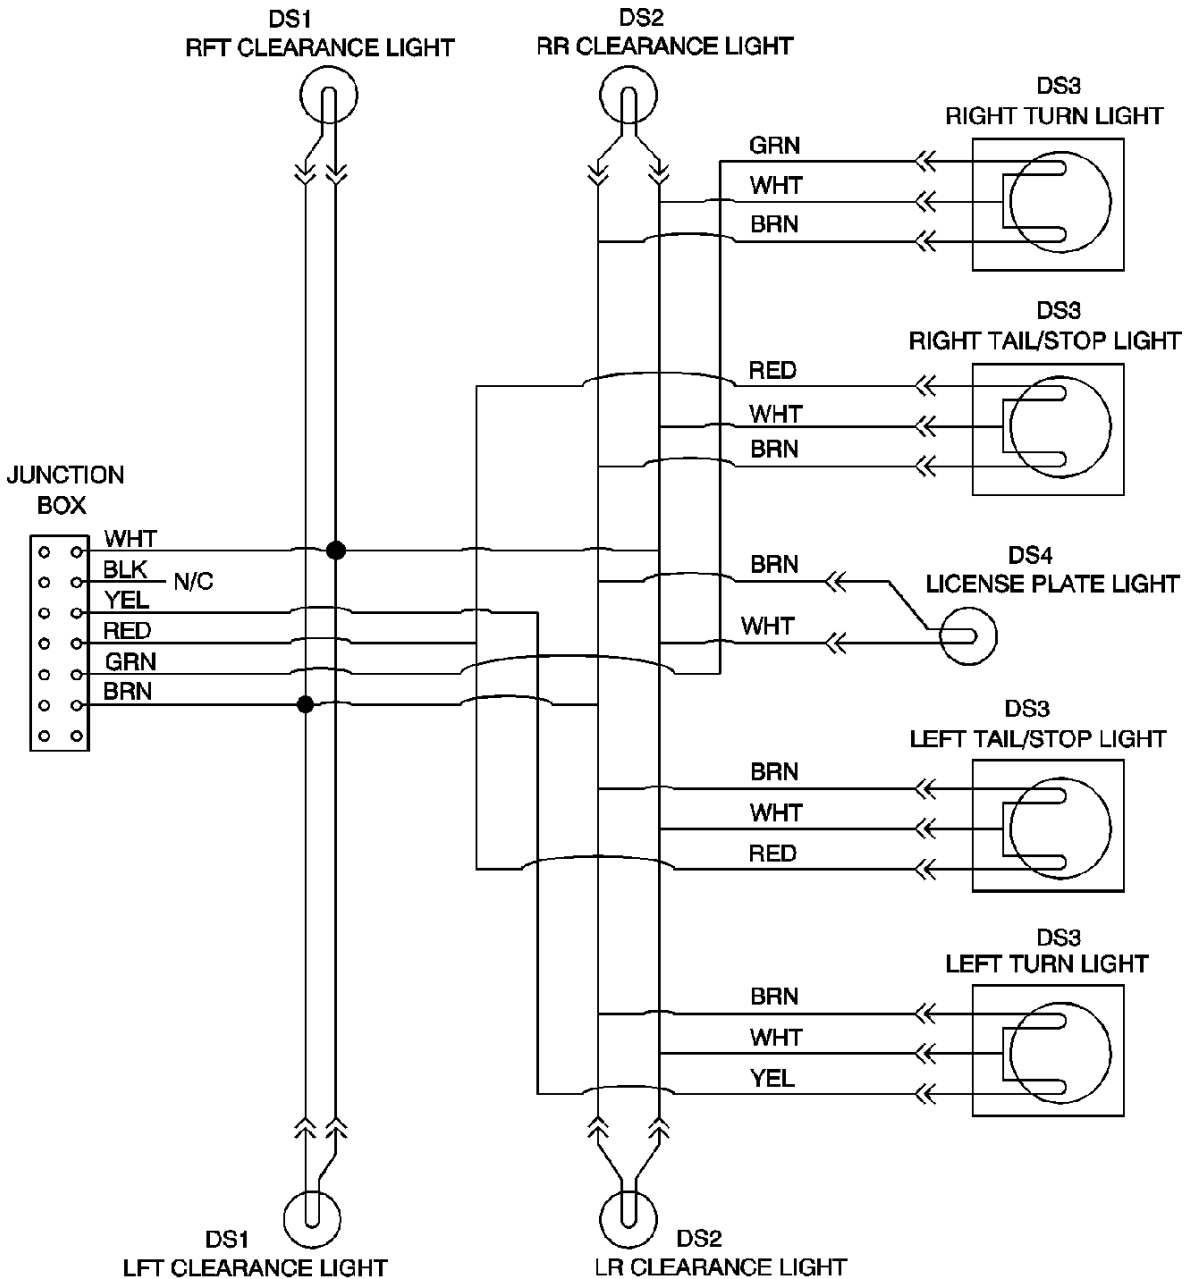 DS1
RFT CLEARANCE LIGHT
DS2
RR CLEARANCE LIGHT
DS3
RIGHT TURN LIGHT
GRN
WHT
BRN
DS3
RIGHT TAIL/STOP LIGHT
RED
WHT
BRN
JUNCTION
BOX
WHT
BLK
N/C
YEL
RED
GRN
BRN
DS4
LICENSE PLATE LIGHT
BRN
WHT
DS3
LEFT TAIL/STOP LIGHT
BRN
WHT
RED
DS3
LEFT TURN LIGHT
BRN
WHT
YEL
DS1
LFT CLEARANCE LIGHT
DS2
LR CLEARANCE LIGHT